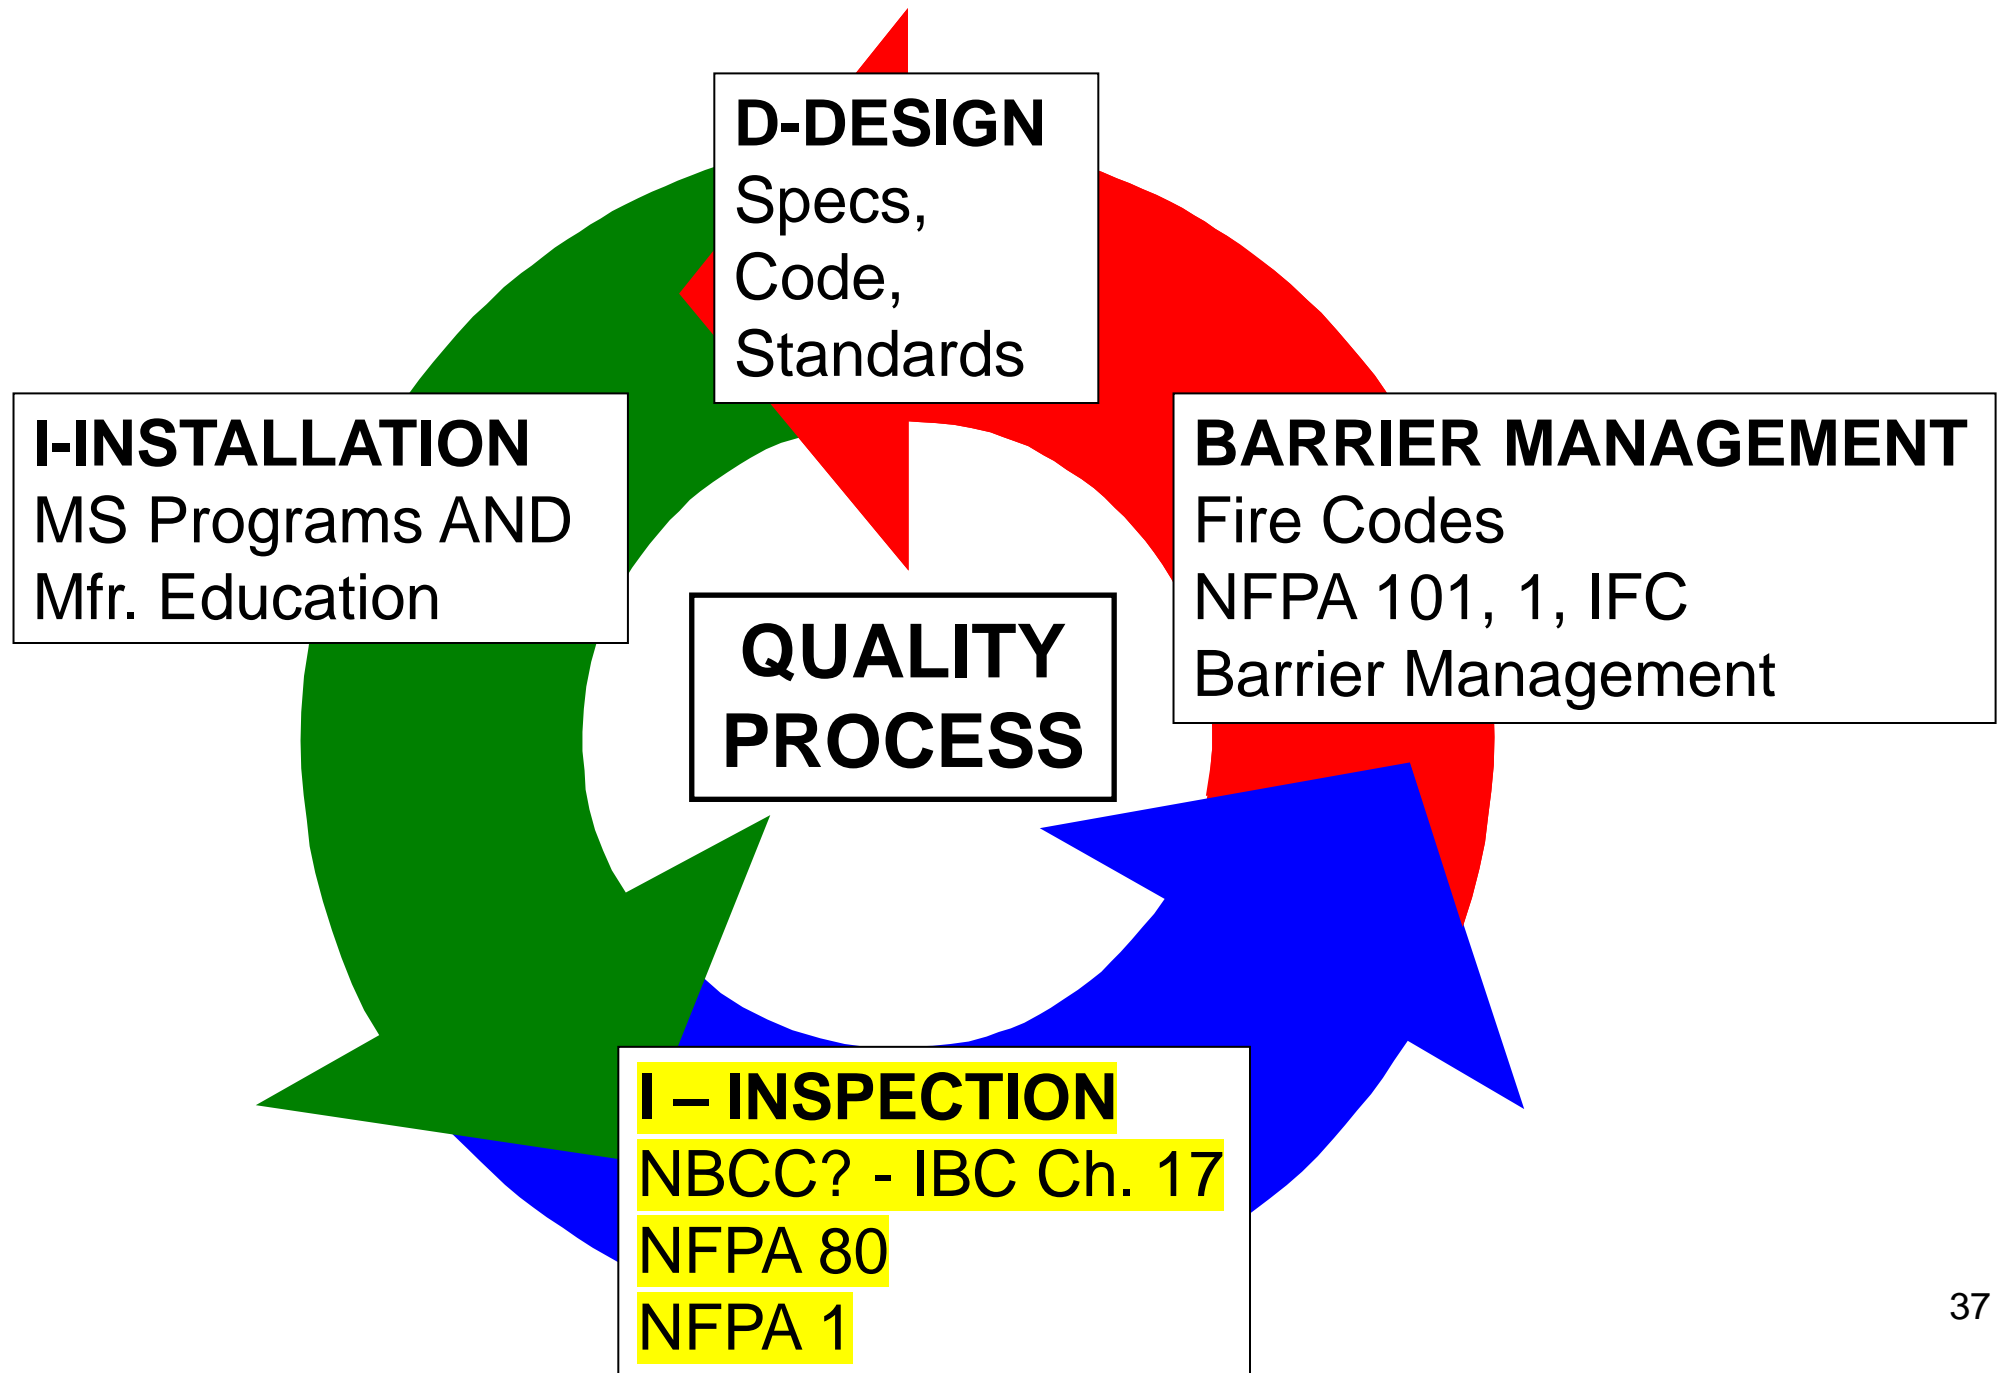 D-DESIGN
Specs,
Code,
Standards
I-INSTALLATION
MS Programs AND
Mfr. Education
BARRIER MANAGEMENT
Fire Codes
NFPA 101, 1, IFC
Barrier Management
QUALITY
PROCESS
I – INSPECTION
NBCC? - IBC Ch. 17
NFPA 80
NFPA 1
37